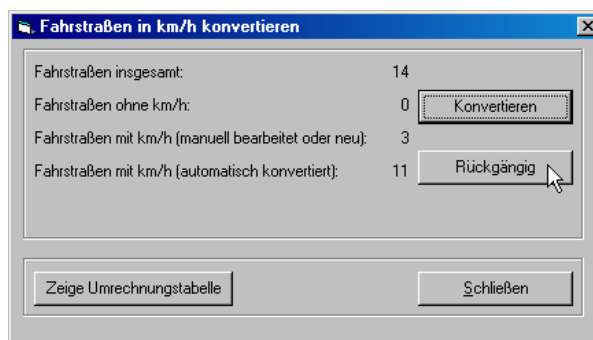 Fahrstraßen in km/h konvertieren
Fahrstraßen insgesamt: 14
Fahrstraßen ohne km/h: 0
Konvertieren
Fahrstraßen mit km/h (manuell bearbeitet oder neu): 3
Fahrstraßen mit km/h (automatisch konvertiert): 11
Rückgängig
Zeige Umrechnungstabelle
Schließen